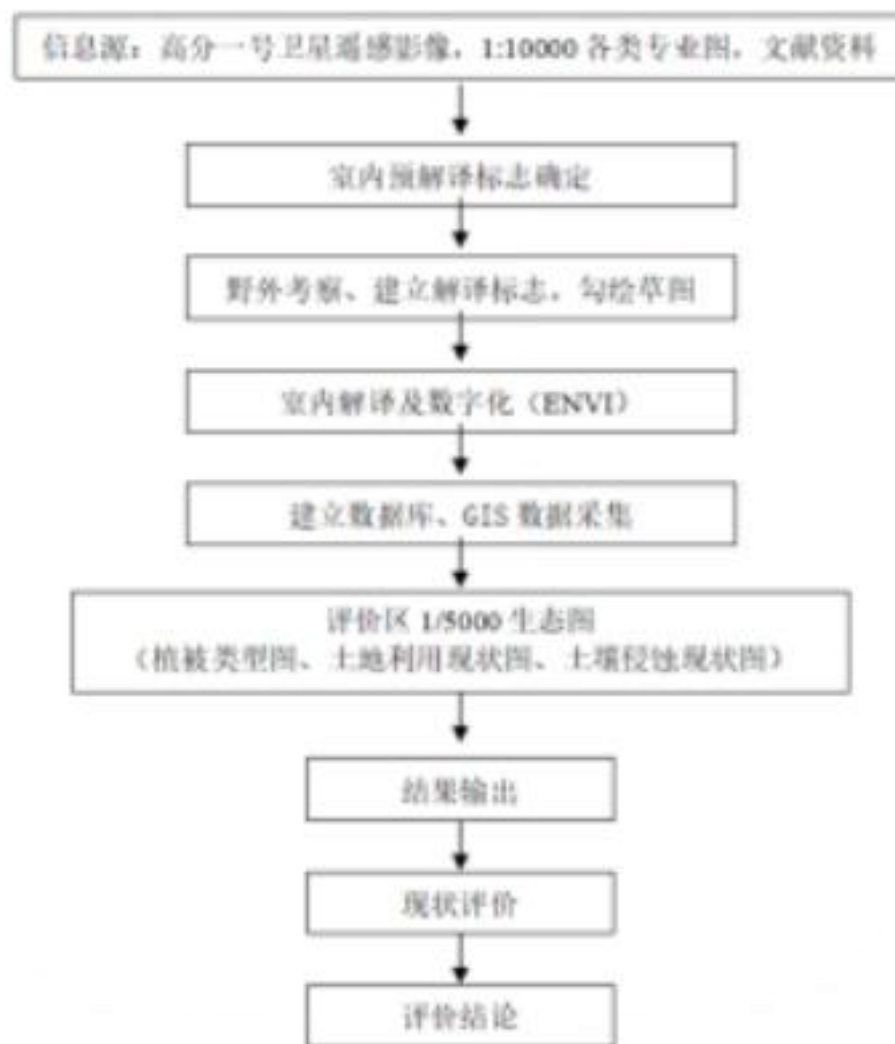 信息源：高分一号卫星遥感影像，1:10000 各类专业图，文献资料
室内预解译标志确定
野外考察、建立解译标志，勾绘草图
室内解译及数字化（ENVI）
建立数据库、GIS 数据采集
评价区 1/5000 生态图
（植被类型图、土地利用现状图、土壤侵蚀现状图）
结果输出
现状评价
评价结论